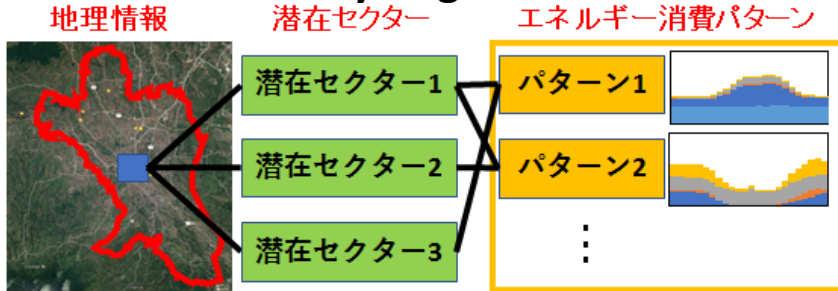 地理情報
潜在セクター
エネルギー消費パターン
潜在セクター1
パターン1
潜在セクター2
パターン2
潜在セクター3
⋮